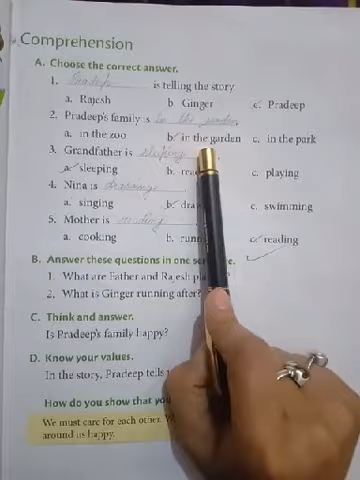 Comprehension
A. Choose the correct answer.
1. Pradeep is telling the story.
a. Rajesh b. Ginger c. Pradeep
2. Pradeep's family is in the garden
a. in the zoo b. in the garden c. in the park
3. Grandfather is sleeping
a. sleeping c. playing
4. Nina is
a. singing c. swimming
5. Mother is reading
a. cooking c. reading
B. Answer these questions in one
1. What are Father and Rajesh
2. What is Ginger running after?
C. Think and answer.
Is Pradeep's family happy?
D. Know your values.
In the story, Pradeep tells
How do you show that you
We must care for each other.
around us happy.